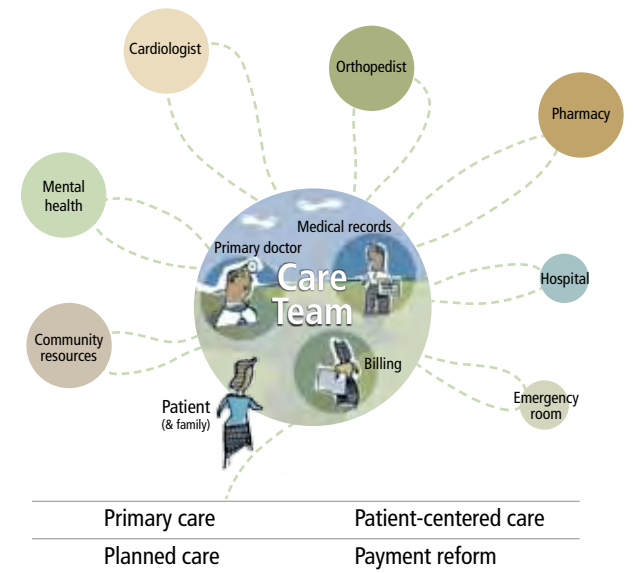 Cardiologist
Orthopedist
Pharmacy
Mental
health
Medical records
Primary doctor
Care
Team
Hospital
Community
resources
Billing
Patient
(& family)
Emergency
room
Primary care
Patient-centered care
Planned care
Payment reform